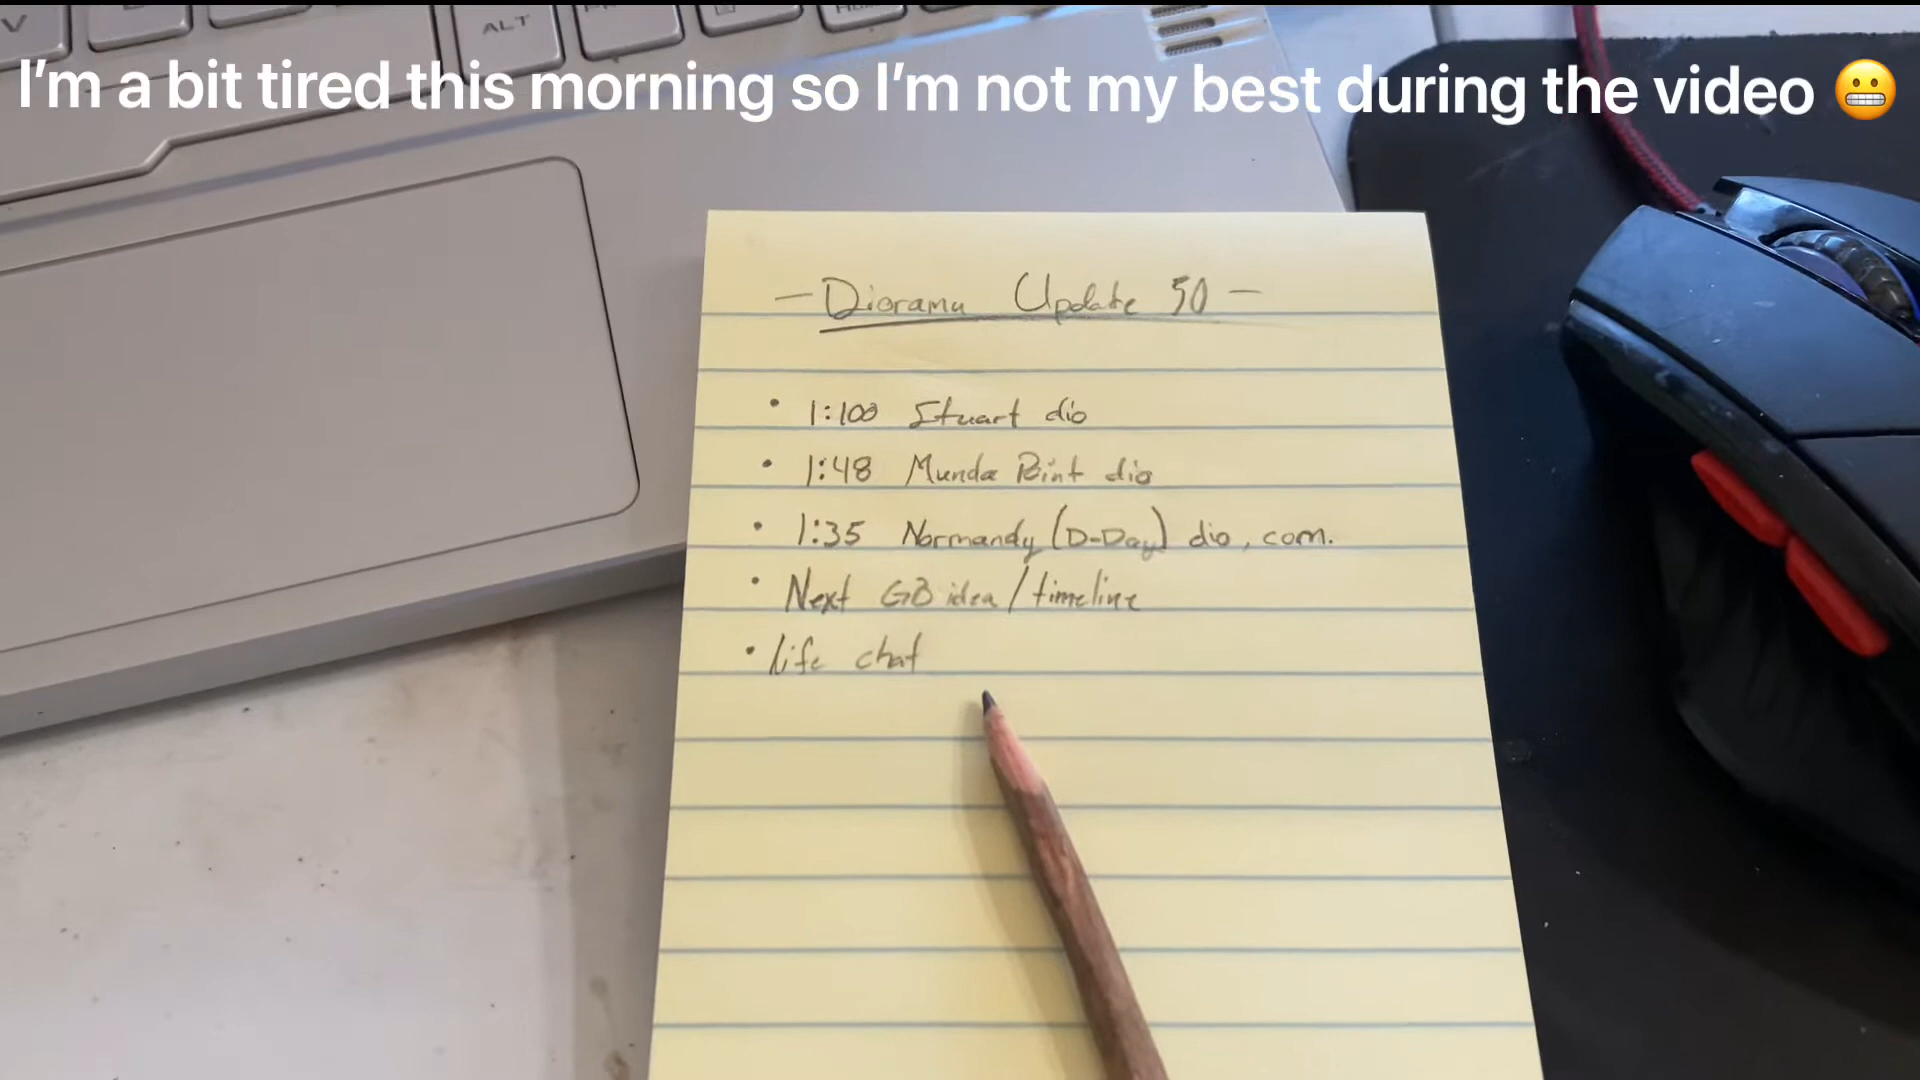 V
ALT
I'm a bit tired this morning so I'm not my best during the video 😬
- Diorama Update 50 -
• 1:100 Stuart dio
• 1:48 Munda Point dio
• 1:35 Normandy (D-Day) dio, com.
• Next GB idea/timeline
• life chat